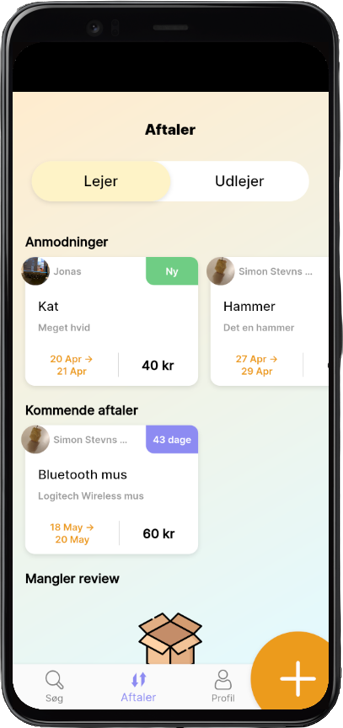 Aftaler
Lejer
Udlejer
Anmodninger
Jonas
Ny
Kat
Meget hvid
20 Apr →
21 Apr
40 kr
Simon Stevns ...
Hammer
Det en hammer
27 Apr →
29 Apr
Kommende aftaler
Simon Stevns ...
43 dage
Bluetooth mus
Logitech Wireless mus
18 May →
20 May
60 kr
Mangler review
Søg
Aftaler
Profil